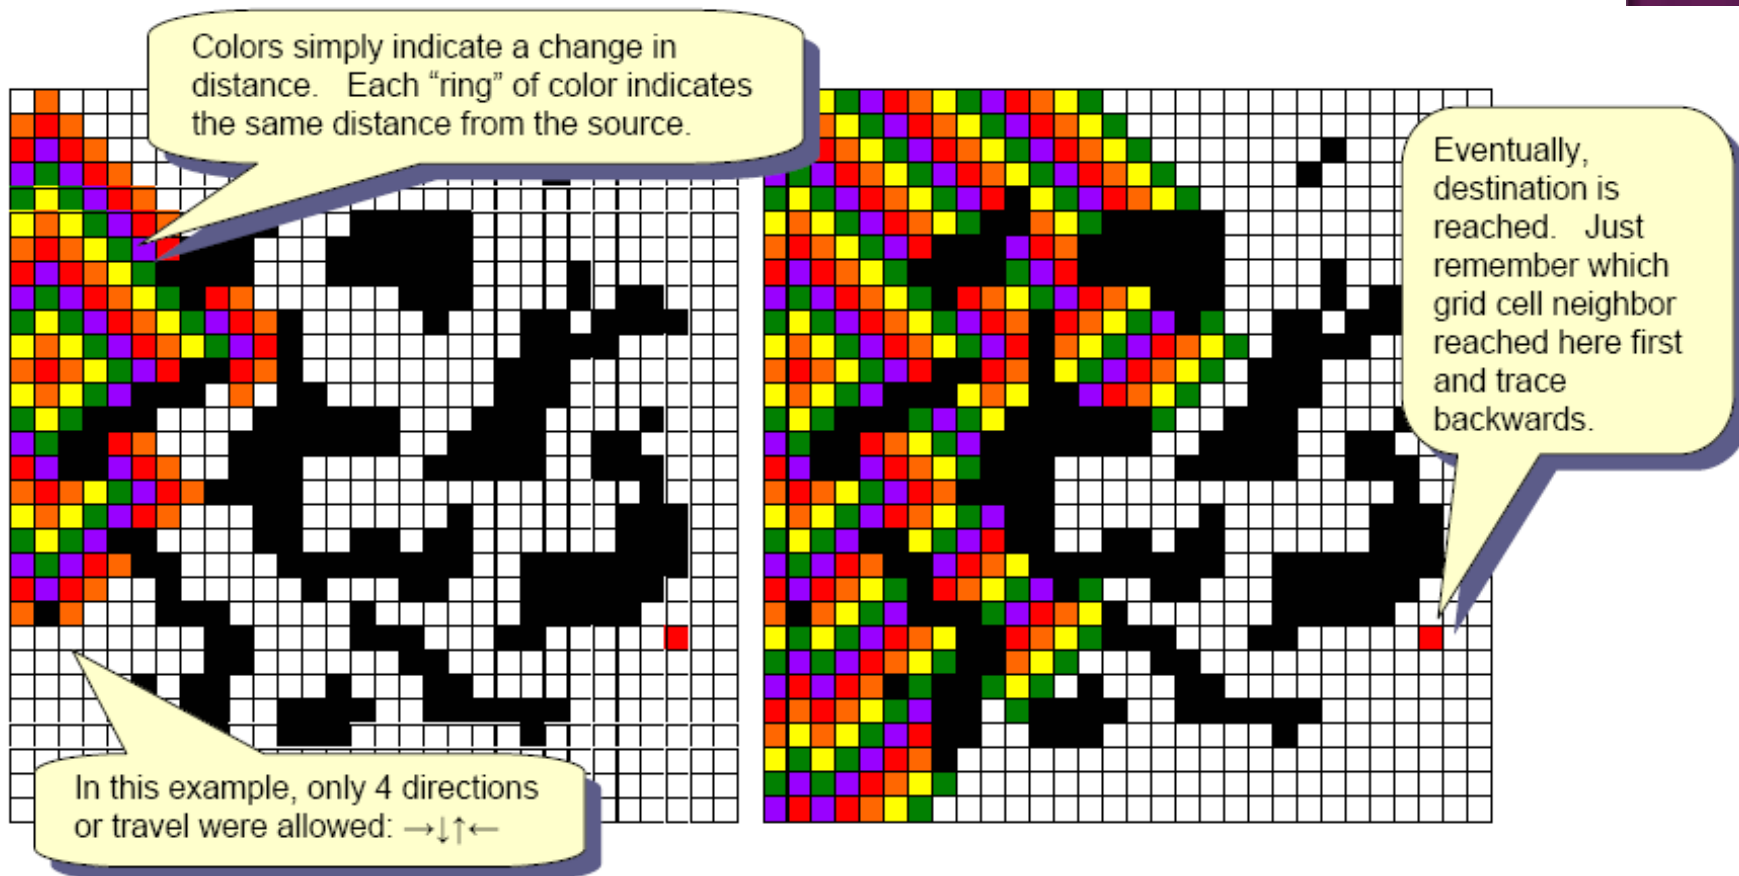 Colors simply indicate a change in
distance. Each “ring” of color indicates
the same distance from the source.
Eventually,
destination is
reached. Just
remember which
grid cell neighbor
reached here first
and trace
backwards.
In this example, only 4 directions
or travel were allowed: →↓↑←